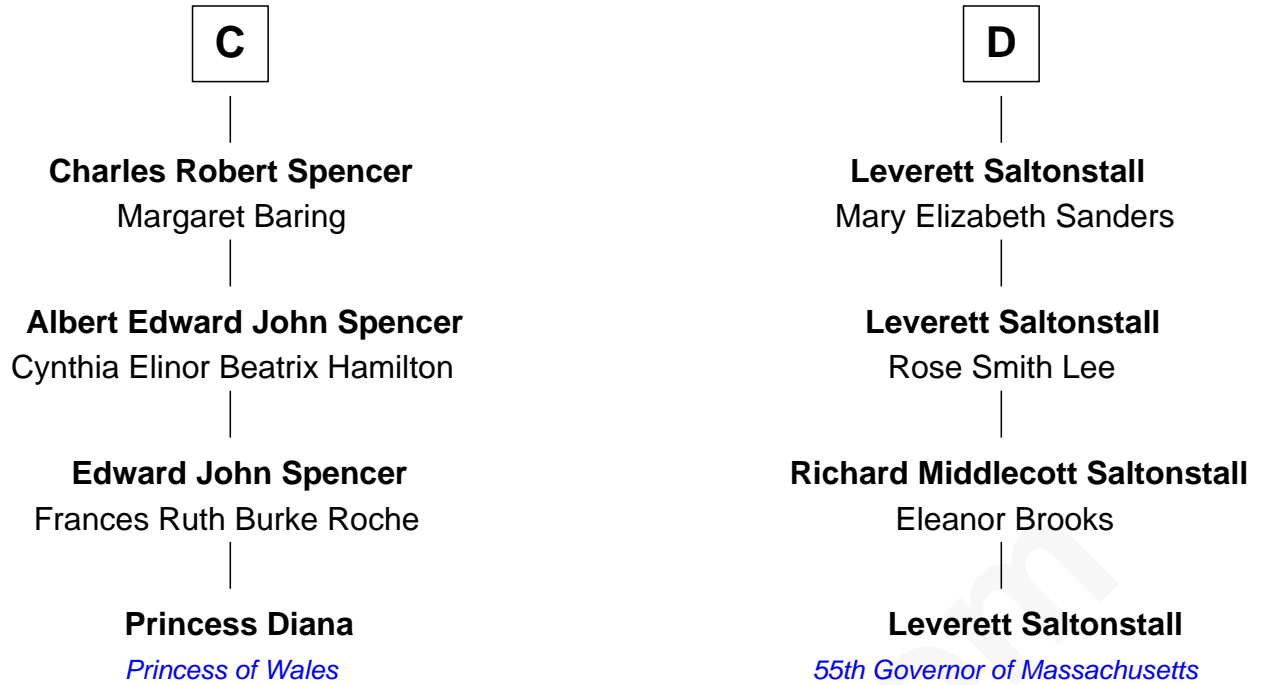 C
Charles Robert Spencer
Margaret Baring
Albert Edward John Spencer
Cynthia Elinor Beatrix Hamilton
Edward John Spencer
Frances Ruth Burke Roche
Princess Diana
Princess of Wales
D
Leverett Saltonstall
Mary Elizabeth Sanders
Leverett Saltonstall
Rose Smith Lee
Richard Middlecott Saltonstall
Eleanor Brooks
Leverett Saltonstall
55th Governor of Massachusetts